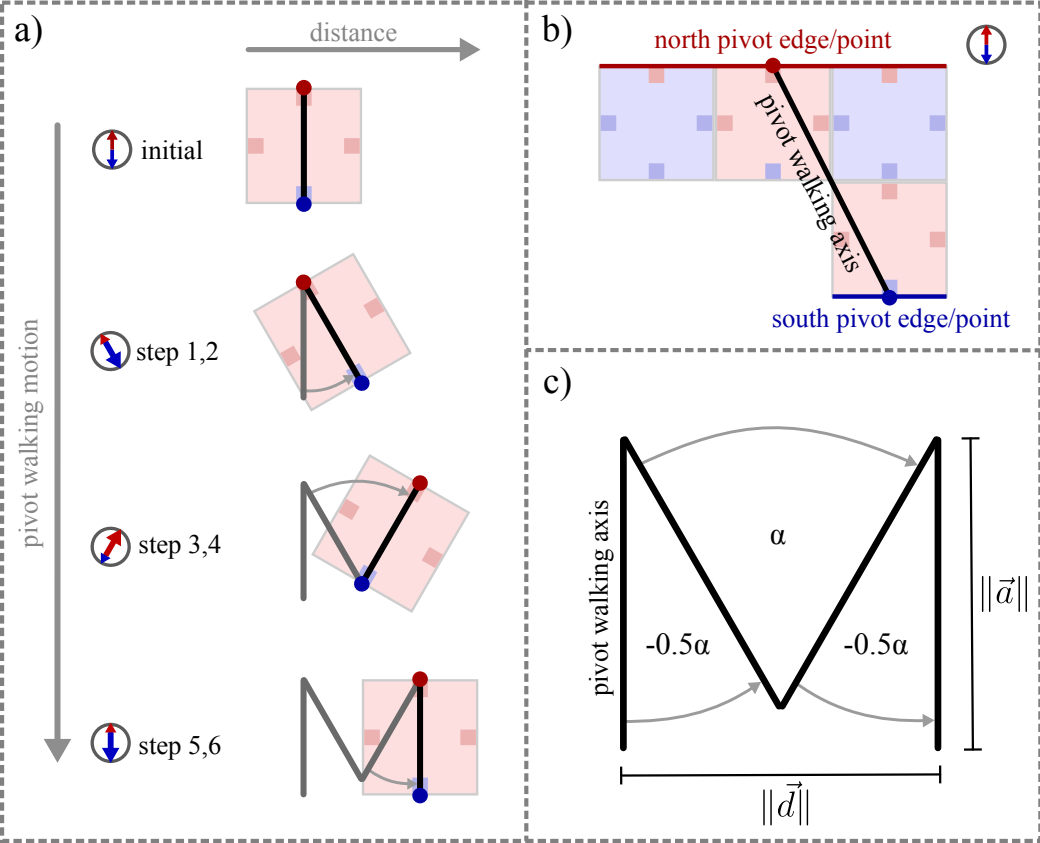 a)
distance
initial
step 1,2
step 3,4
step 5,6
pivot walking motion
b)
north pivot edge/point
pivot walking axis
south pivot edge/point
c)
α
-0.5α
-0.5α
pivot walking axis
||a⃗||
||d⃗||